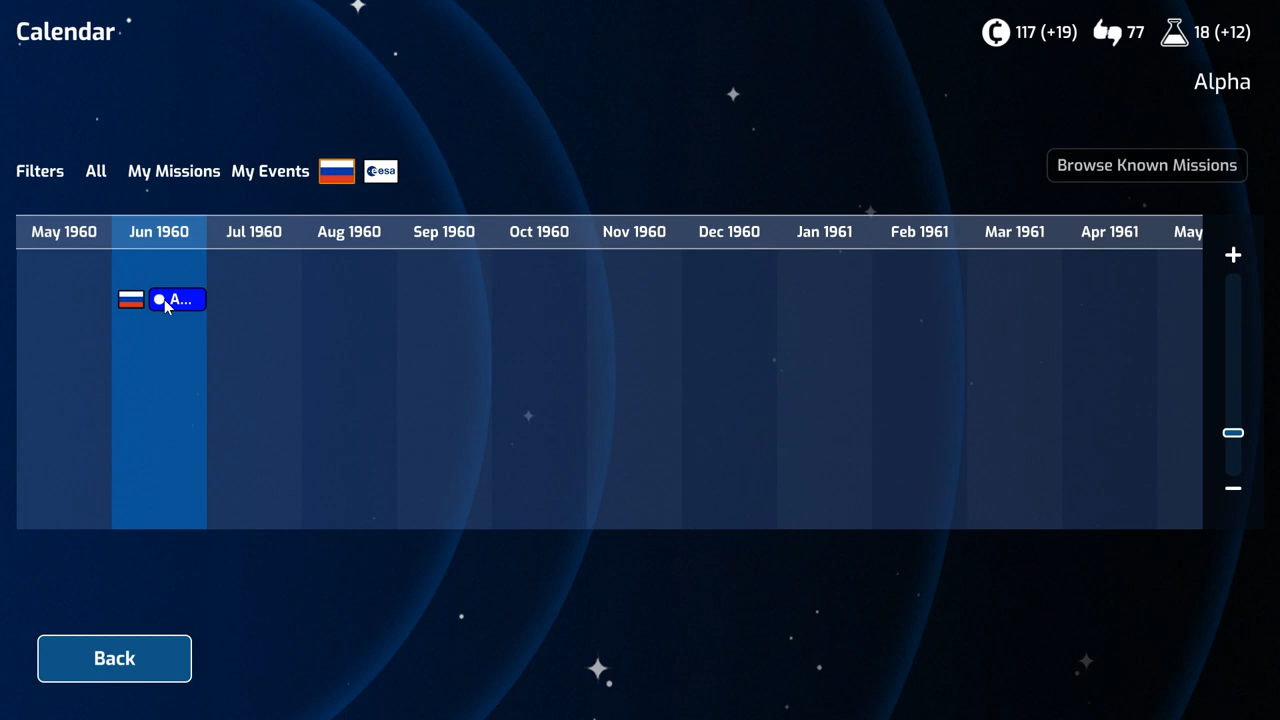 Calendar
117 (+19) 77 18 (+12)
Alpha
Filters All My Missions My Events esa
Browse Known Missions
May 1960 Jun 1960 Jul 1960 Aug 1960 Sep 1960 Oct 1960 Nov 1960 Dec 1960 Jan 1961 Feb 1961 Mar 1961 Apr 1961 May
A...
Back